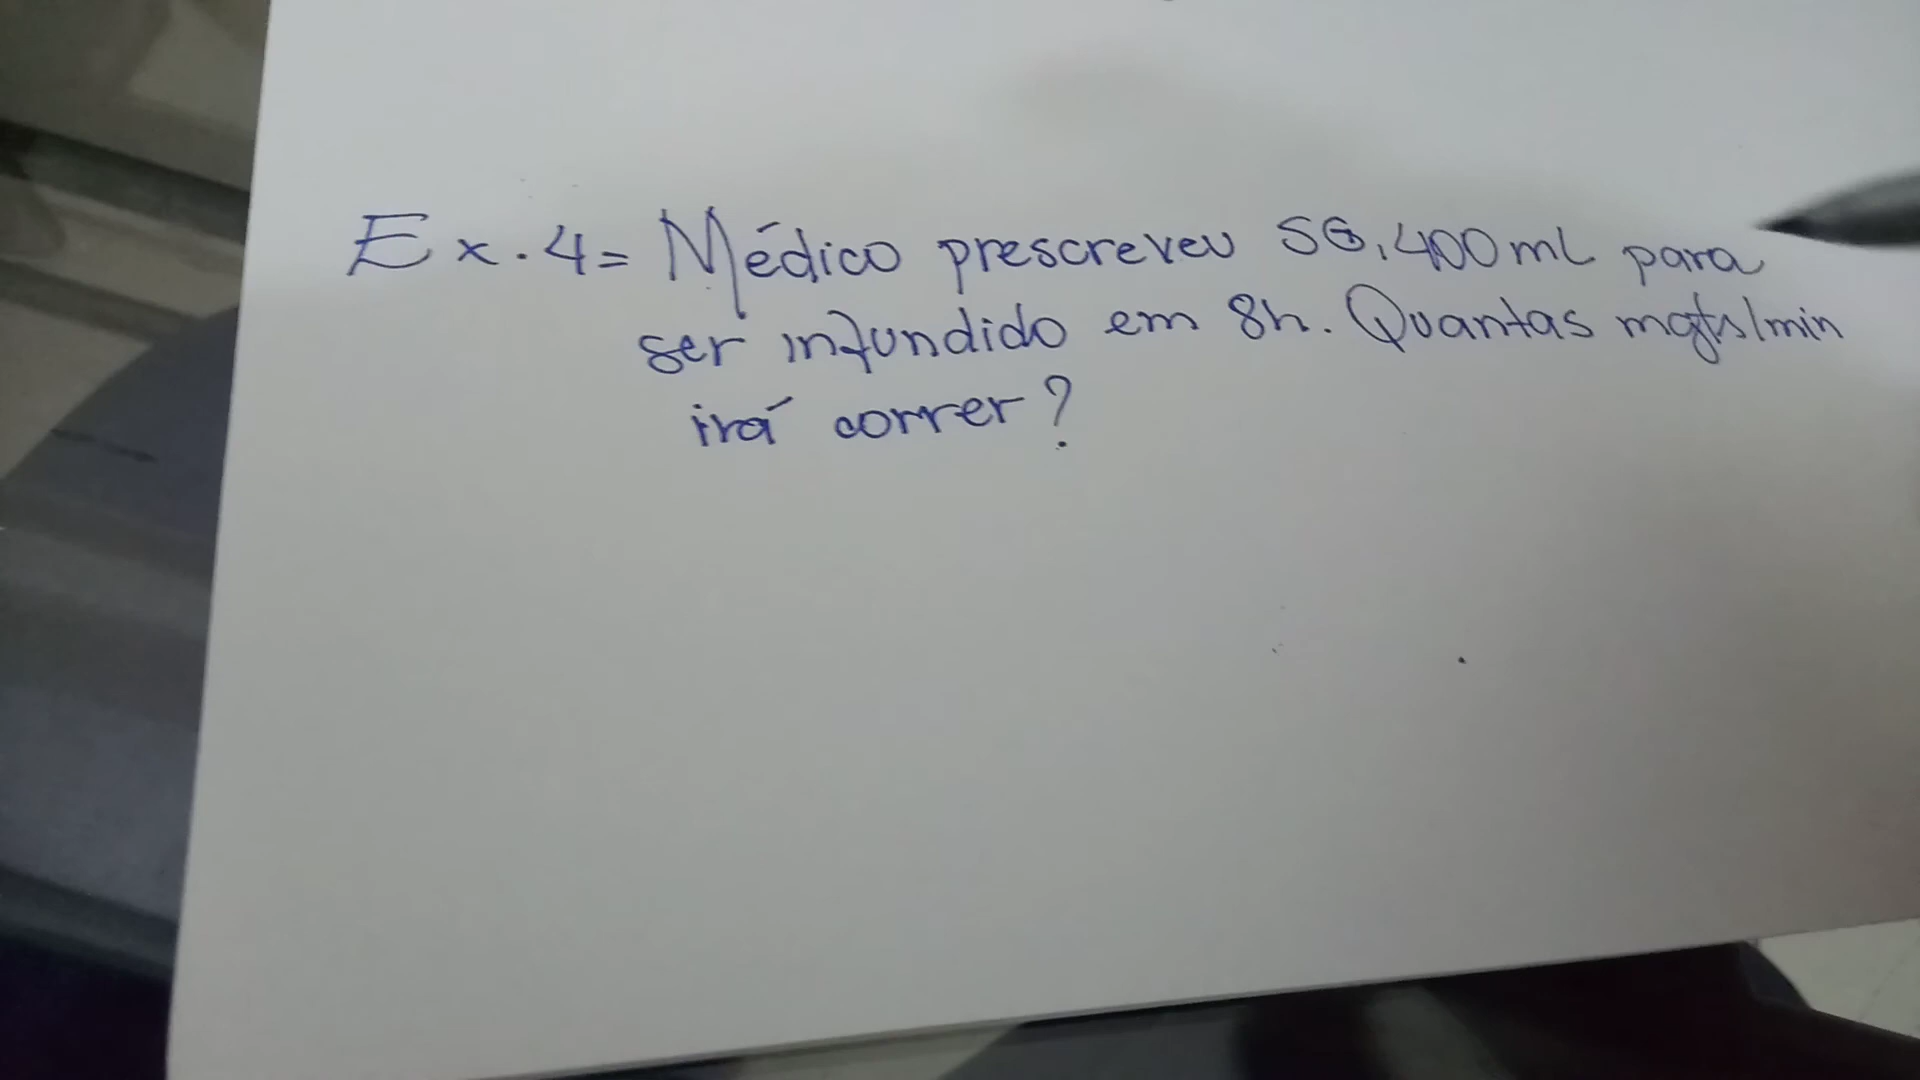 Ex. 4 = Médico prescreveu SG, 400 ml para
ser infundido em 8h. Quantas mgts/min
irá correr?